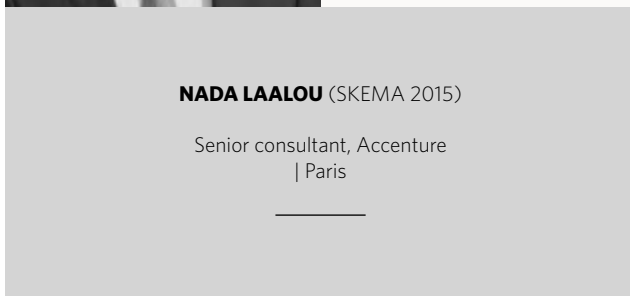 NADA LAALOU (SKEMA 2015)
Senior consultant, Accenture
| Paris